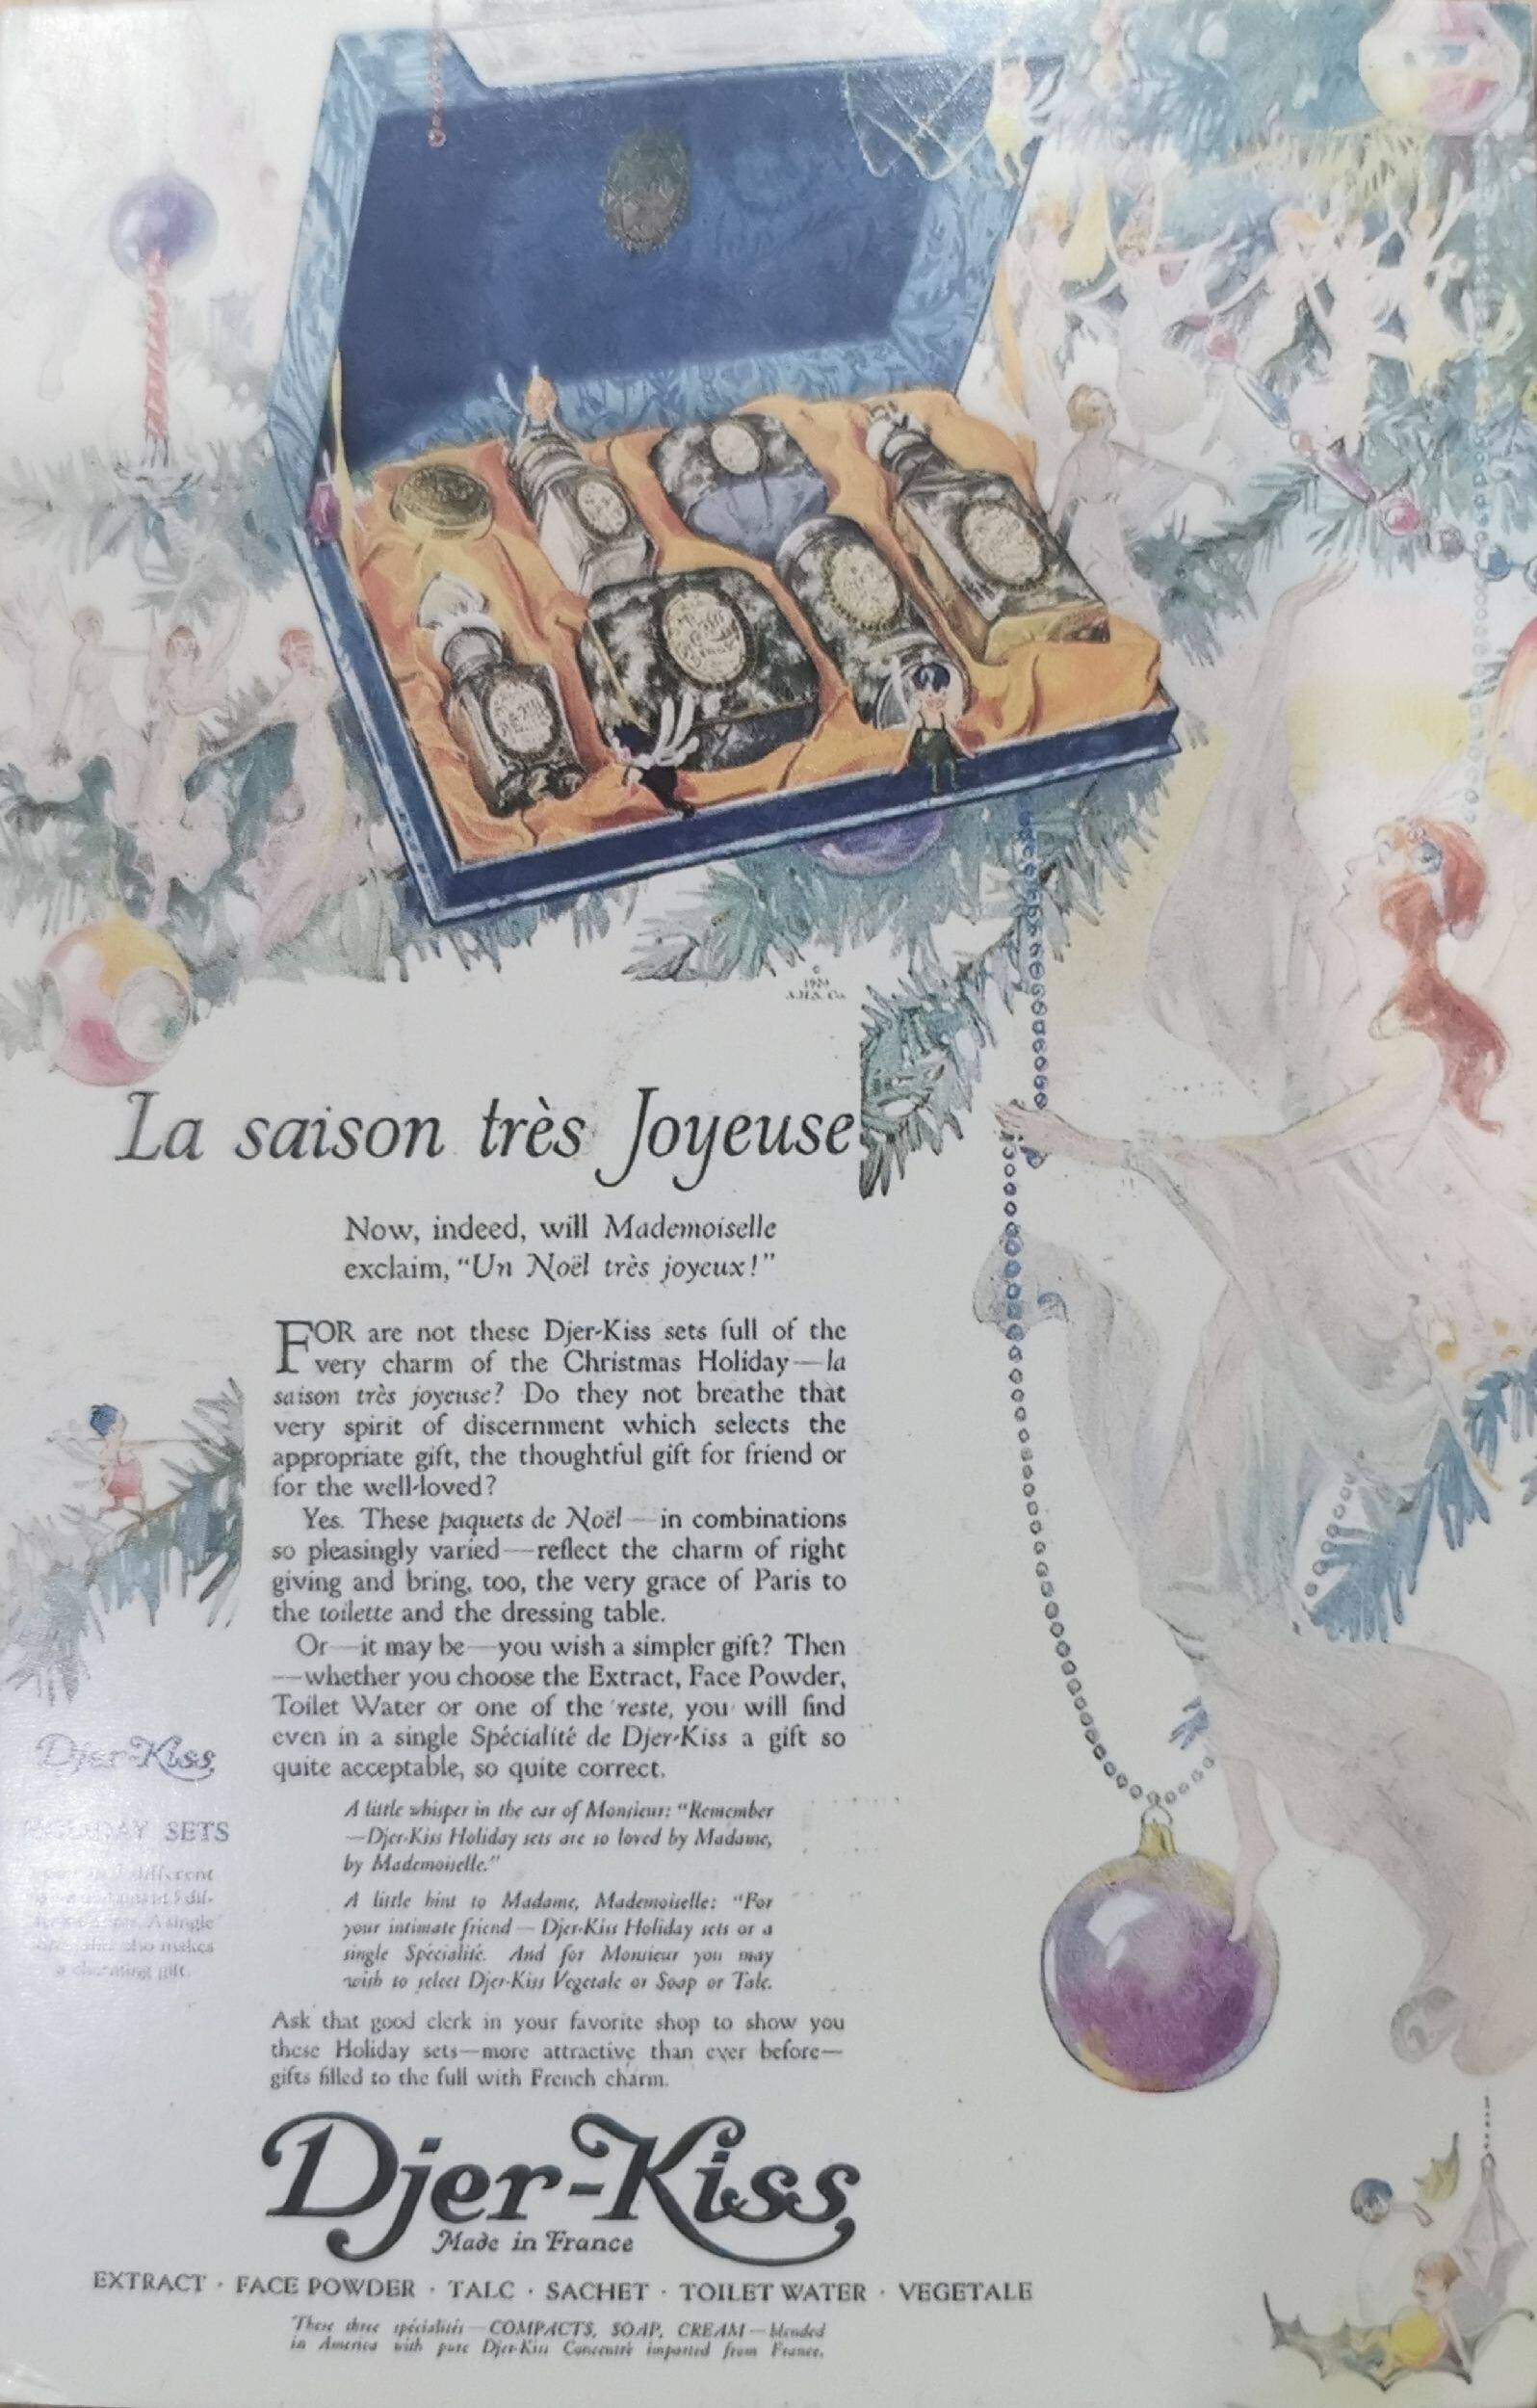 La saison très Joyeuse
Now, indeed, will Mademoiselle
exclaim, "Un Noël très joyeux!"
FOR are not these Djer-Kiss sets full of the
very charm of the Christmas Holiday—la
saison très joyeuse? Do they not breathe that
very spirit of discernment which selects the
appropriate gift, the thoughtful gift for friend or
for the well-loved?
Yes. These paquets de Noël—in combinations
so pleasingly varied—reflect the charm of right
giving and bring, too, the very grace of Paris to
the toilette and the dressing table.
Or—it may be—you wish a simpler gift? Then
—whether you choose the Extract, Face Powder,
Toilet Water or one of the reste, you will find
even in a single Spécialité de Djer-Kiss a gift so
quite acceptable, so quite correct.
A little whisper in the ear of Monsieur: "Remember
—Djer-Kiss Holiday sets are so loved by Madame,
by Mademoiselle."
A little hint to Madame, Mademoiselle: "For
your intimate friend—Djer-Kiss Holiday sets or a
single Spécialité. And for Monsieur you may
wish to select Djer-Kiss Vegetale or Soap or Talc.
Ask that good clerk in your favorite shop to show you
these Holiday sets—more attractive than ever before—
gifts filled to the full with French charm.
Djer-Kiss
HOLIDAY SETS
different
A single
also makes
a charming gift.
Djer-Kiss
Made in France
EXTRACT · FACE POWDER · TALC · SACHET · TOILET WATER · VEGETALE
These three spécialités—COMPACTS, SOAP, CREAM—blended
in America with pure Djer-Kiss Concentré imported from France.